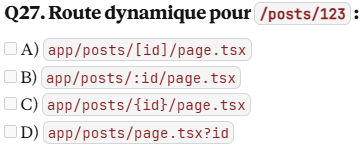 Q27. Route dynamique pour /posts/123 :
A) app/posts/[id]/page.tsx
B) app/posts/:id/page.tsx
C) app/posts/{id}/page.tsx
D) app/posts/page.tsx?id